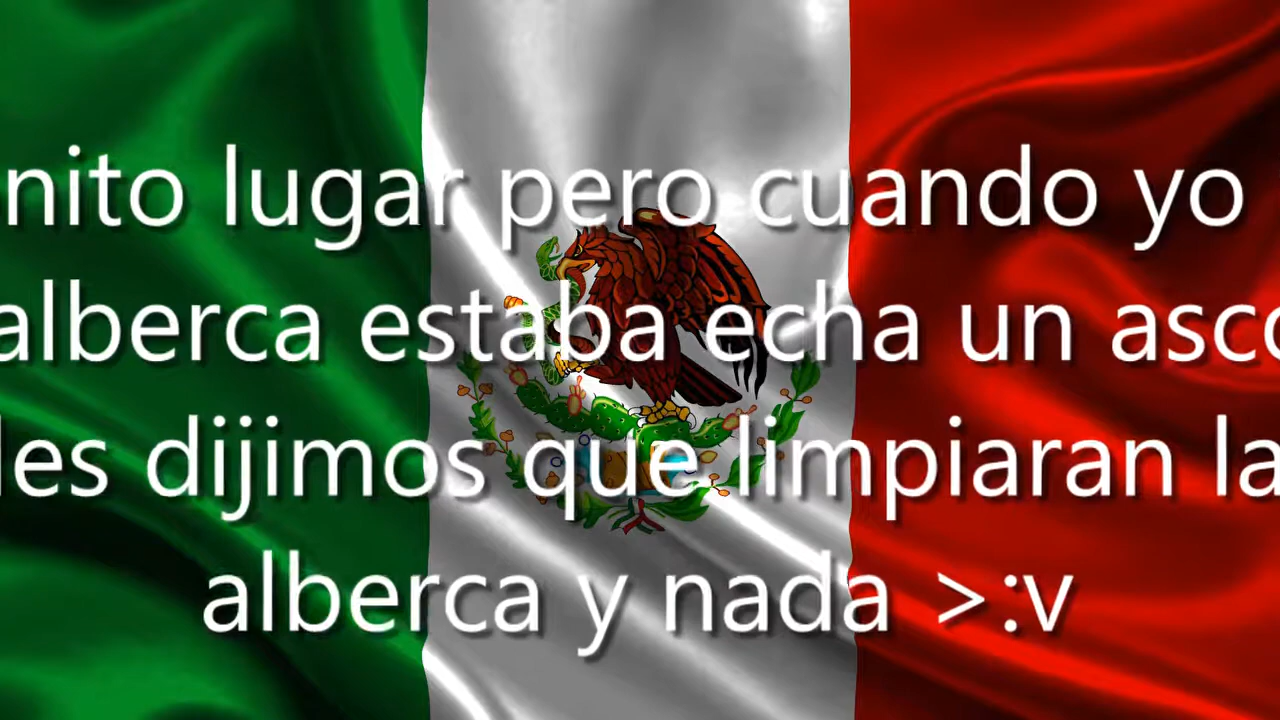 nito lugar pero cuando yo
alberca estaba echa un asco
les dijimos que limpiaran la
alberca y nada >:v